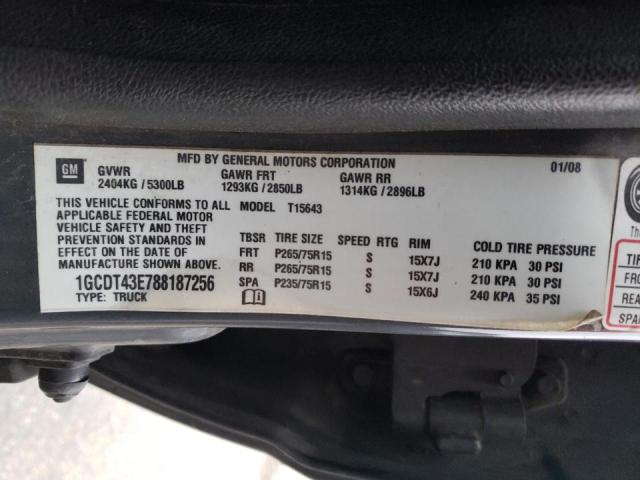 MFD BY GENERAL MOTORS CORPORATION 01/08
GM
GVWR GAWR FRT GAWR RR
2404KG / 5300LB 1293KG / 2850LB 1314KG / 2896LB
THIS VEHICLE CONFORMS TO ALL
APPLICABLE FEDERAL MOTOR
VEHICLE SAFETY AND THEFT
PREVENTION STANDARDS IN
EFFECT ON THE DATE OF
MANUFACTURE SHOWN ABOVE.
1GCDT43E788187256
TYPE: TRUCK
MODEL T15643
TBSR TIRE SIZE SPEED RTG RIM COLD TIRE PRESSURE
FRT P265/75R15 S 15X7J 210 KPA 30 PSI
RR P265/75R15 S 15X7J 210 KPA 30 PSI
SPA P235/75R15 S 15X6J 240 KPA 35 PSI